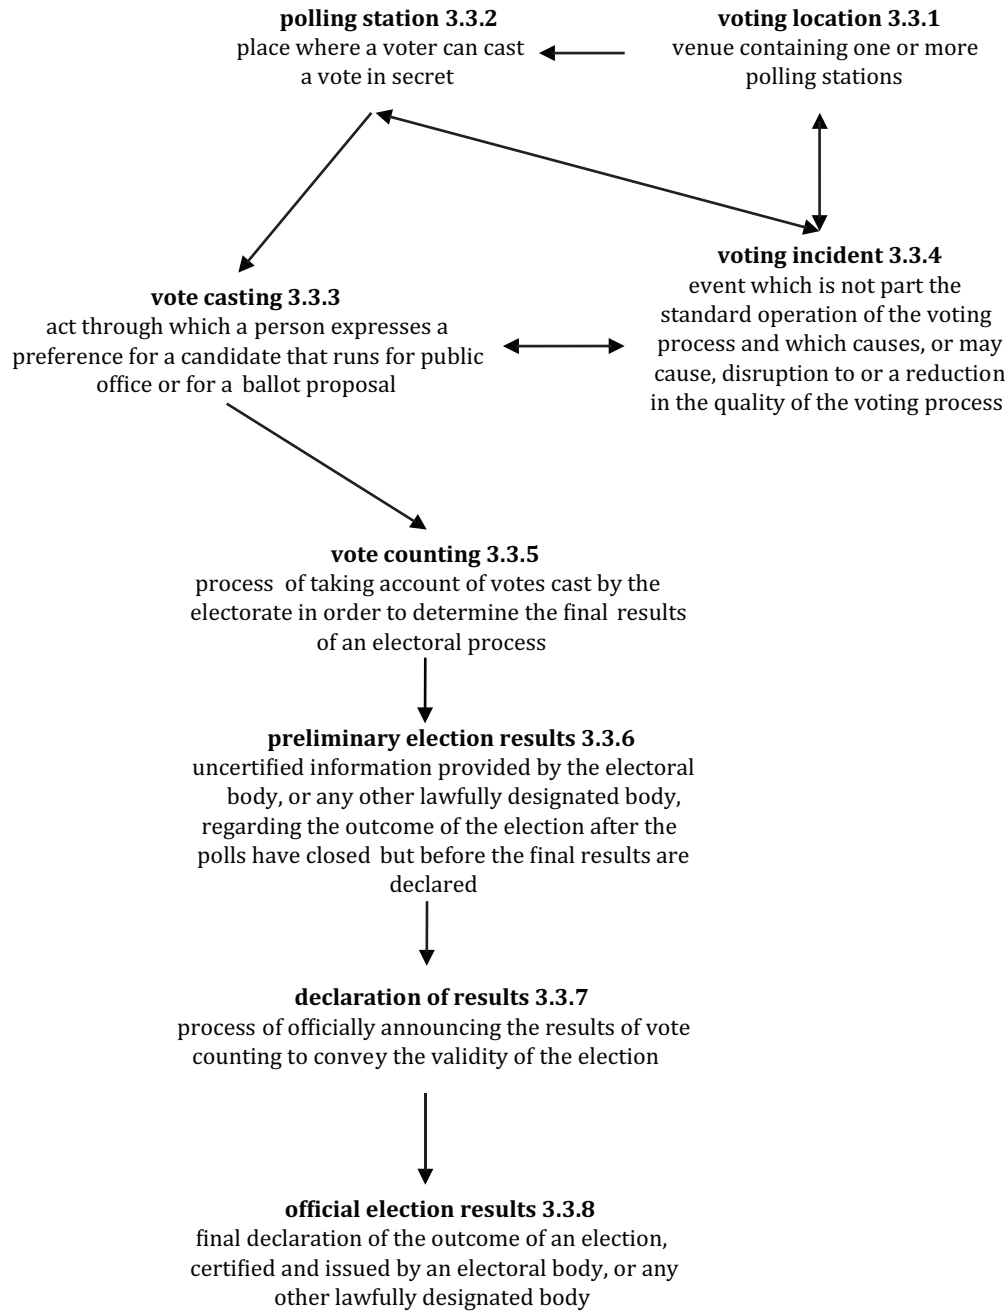 polling station 3.3.2
place where a voter can cast
a vote in secret
voting location 3.3.1
venue containing one or more
polling stations
voting incident 3.3.4
event which is not part the
standard operation of the voting
process and which causes, or may
cause, disruption to or a reduction
in the quality of the voting process
vote casting 3.3.3
act through which a person expresses a
preference for a candidate that runs for public
office or for a ballot proposal
vote counting 3.3.5
process of taking account of votes cast by the
electorate in order to determine the final results
of an electoral process
preliminary election results 3.3.6
uncertified information provided by the electoral
body, or any other lawfully designated body,
regarding the outcome of the election after the
polls have closed but before the final results are
declared
declaration of results 3.3.7
process of officially announcing the results of vote
counting to convey the validity of the election
official election results 3.3.8
final declaration of the outcome of an election,
certified and issued by an electoral body, or any
other lawfully designated body